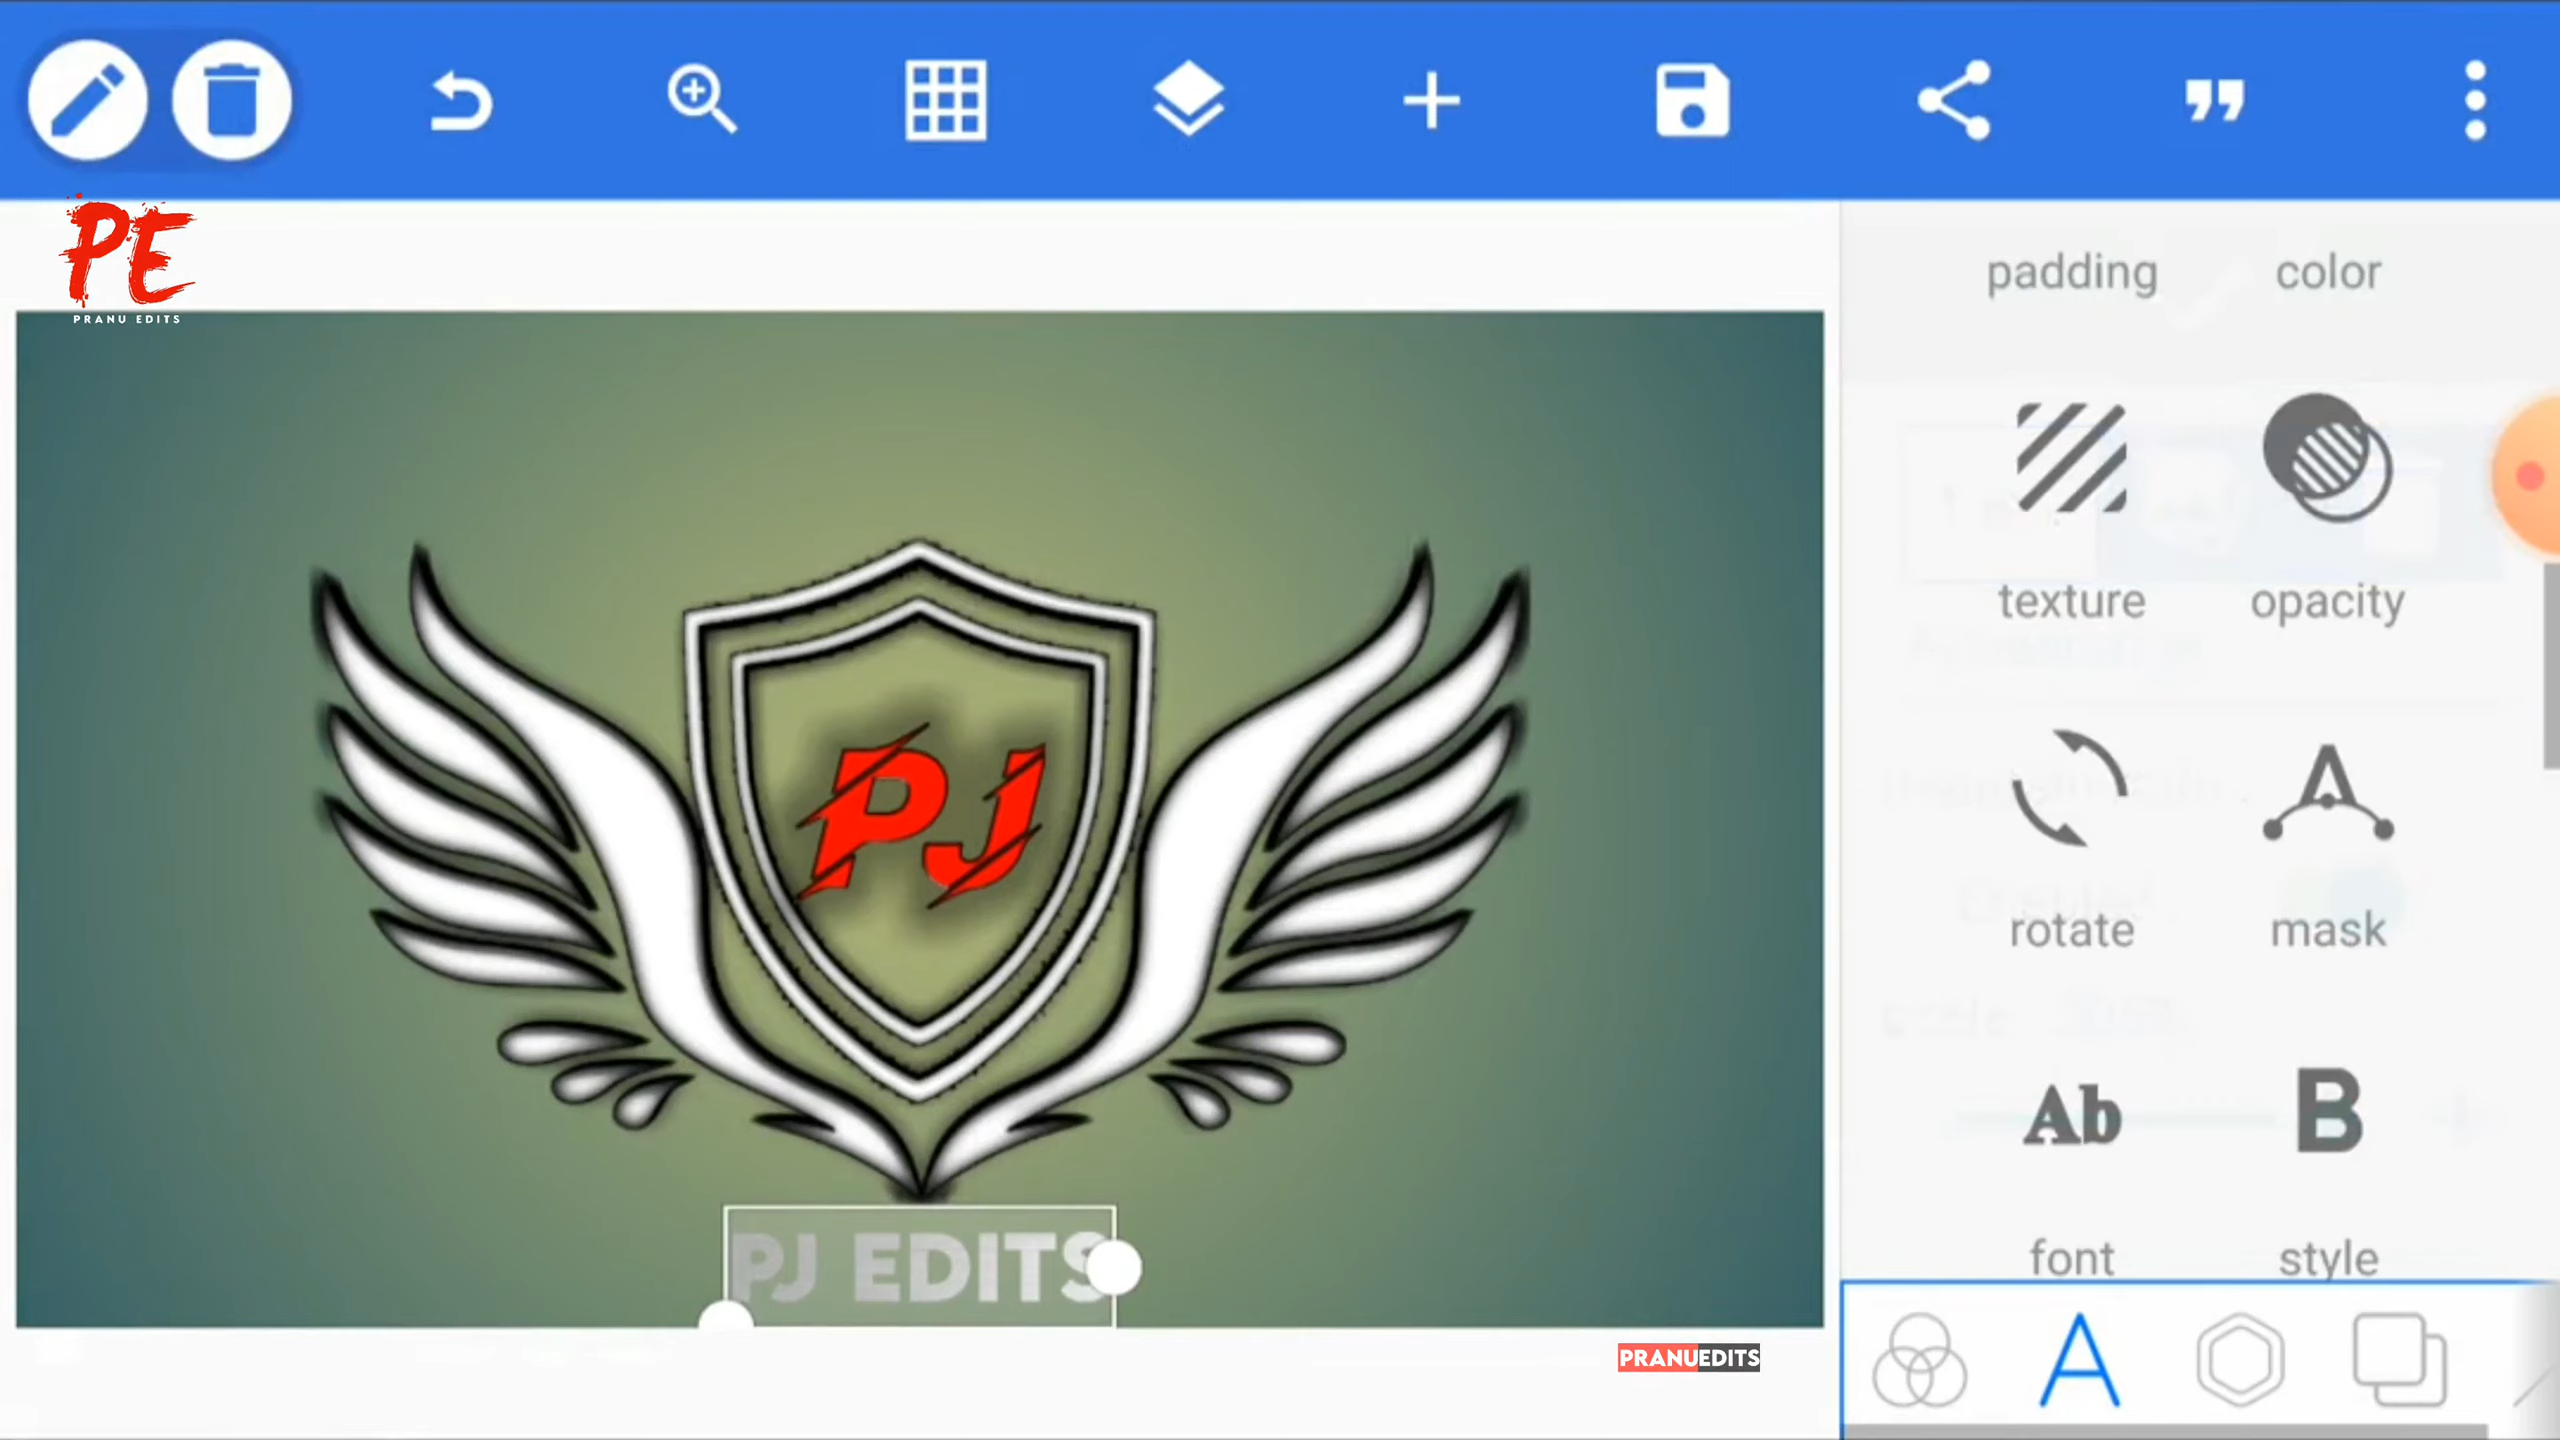 PE
PRANU EDITS
padding color
texture opacity
PJ
rotate mask
Ab B
font style
PJ EDITS
A
PRANUEDITS